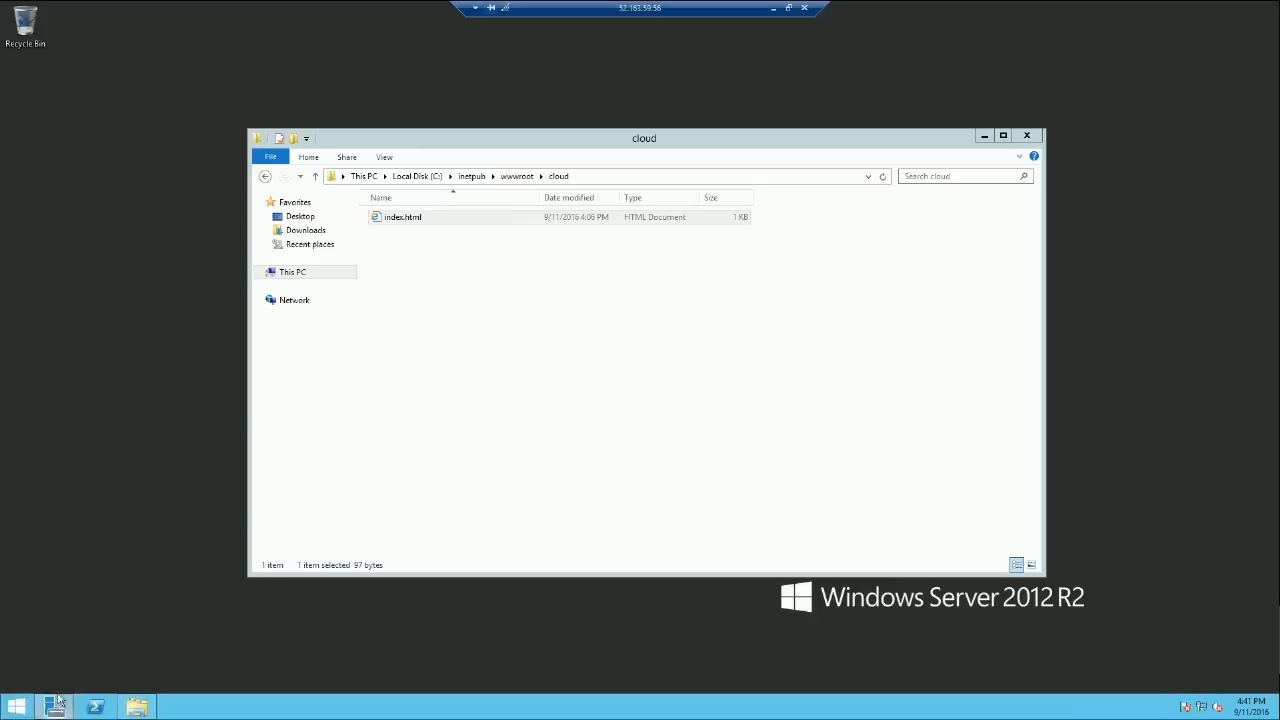 52.163.59.56
Recycle Bin
cloud
File Home Share View
This PC Local Disk (C:) inetpub wwwroot cloud Search cloud
Name Date modified Type Size
Favorites
index.html 9/11/2016 4:06 PM HTML Document 1 KB
Desktop
Downloads
Recent places
This PC
Network
1 item 1 item selected 97 bytes
Windows Server 2012 R2
4:41 PM
9/11/2016